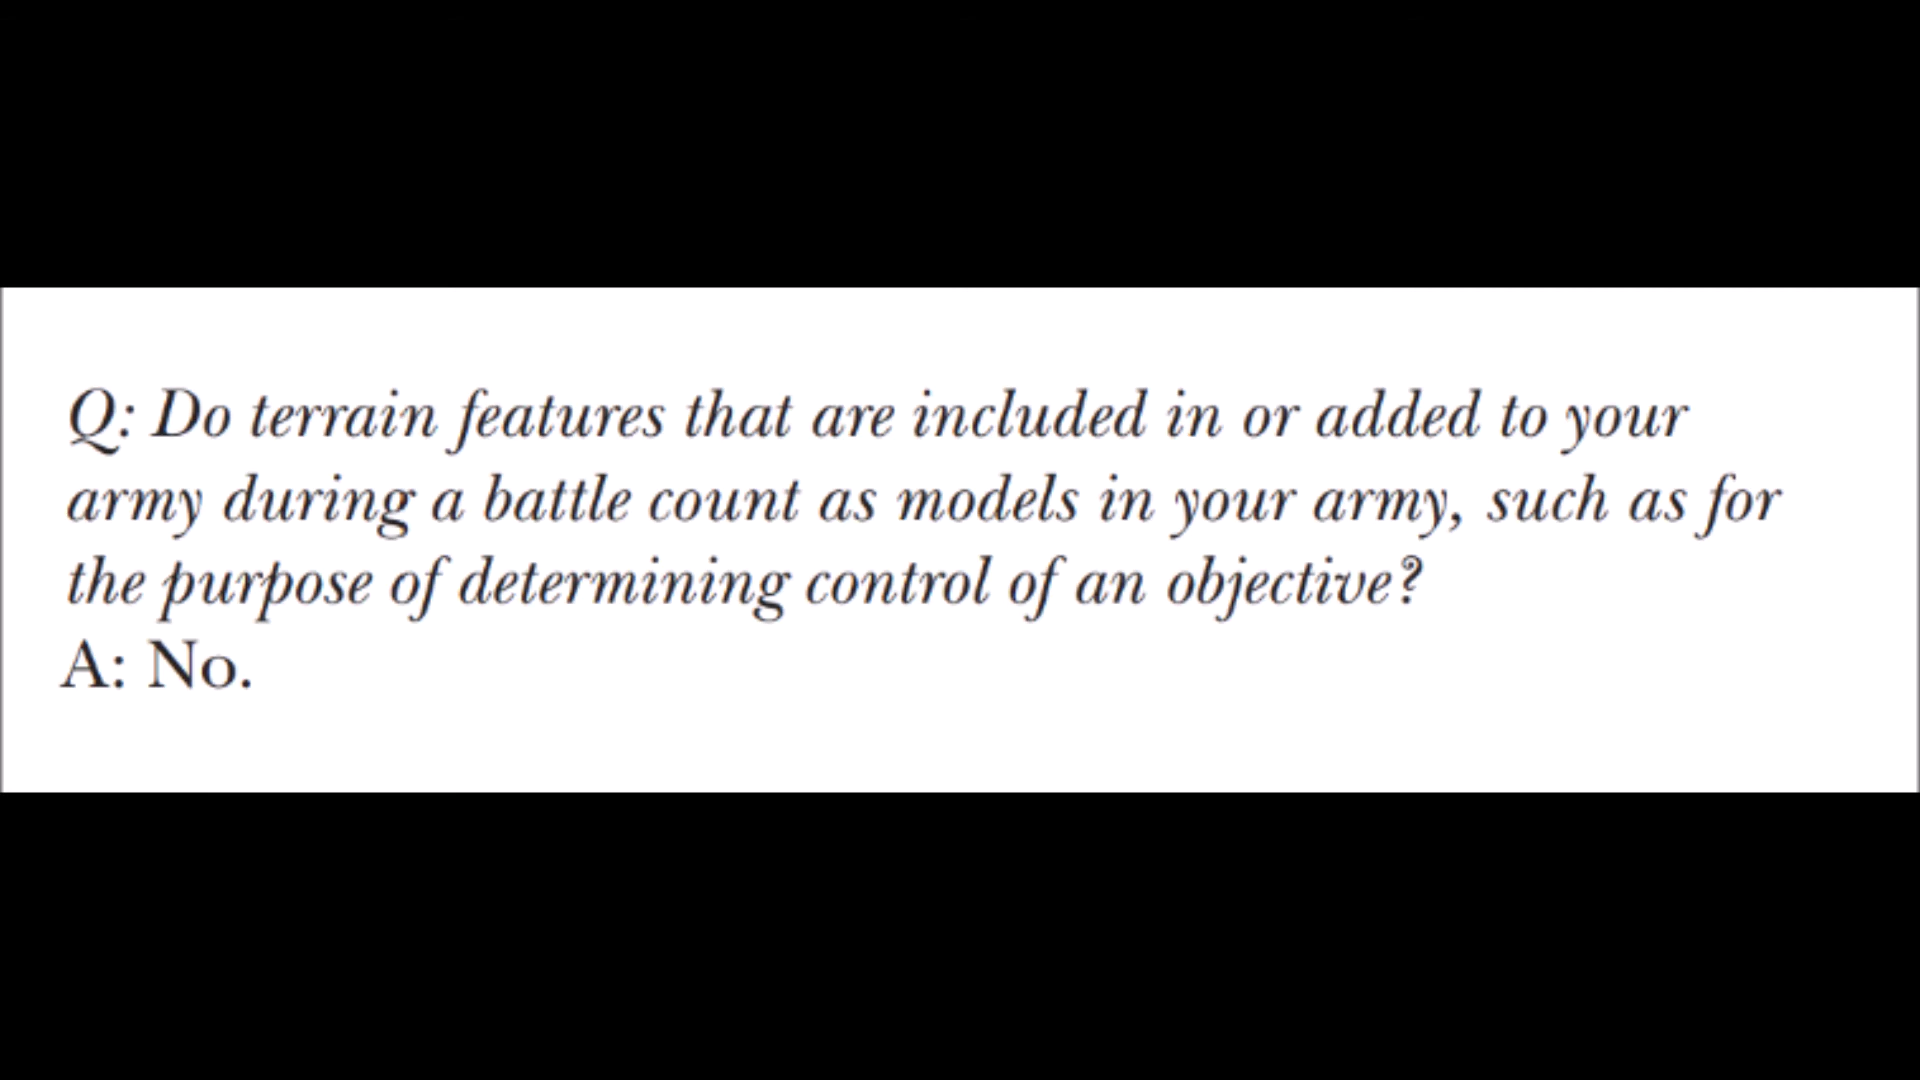 Q: Do terrain features that are included in or added to your
army during a battle count as models in your army, such as for
the purpose of determining control of an objective?
A: No.